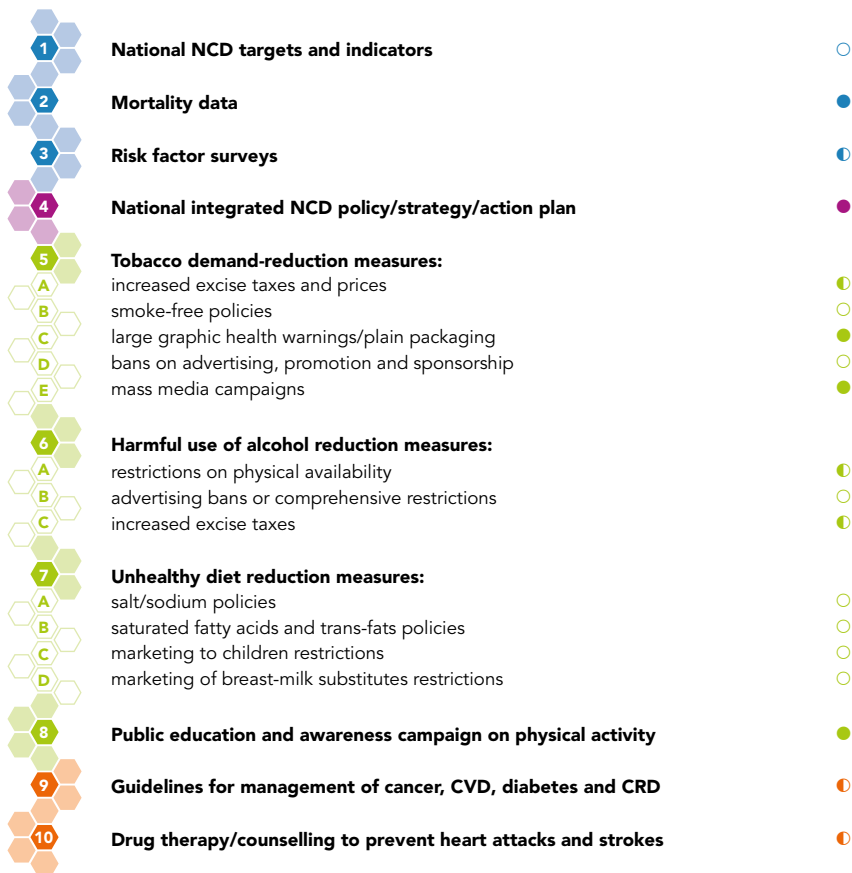 1 National NCD targets and indicators ○
2 Mortality data ●
3 Risk factor surveys ◐
4 National integrated NCD policy/strategy/action plan ●
5 Tobacco demand-reduction measures:
A increased excise taxes and prices ◐
B smoke-free policies ○
C large graphic health warnings/plain packaging ●
D bans on advertising, promotion and sponsorship ○
E mass media campaigns ●
6 Harmful use of alcohol reduction measures:
A restrictions on physical availability ◐
B advertising bans or comprehensive restrictions ○
C increased excise taxes ◐
7 Unhealthy diet reduction measures:
A salt/sodium policies ○
B saturated fatty acids and trans-fats policies ○
C marketing to children restrictions ○
D marketing of breast-milk substitutes restrictions ○
8 Public education and awareness campaign on physical activity ●
9 Guidelines for management of cancer, CVD, diabetes and CRD ◐
10 Drug therapy/counselling to prevent heart attacks and strokes ◐